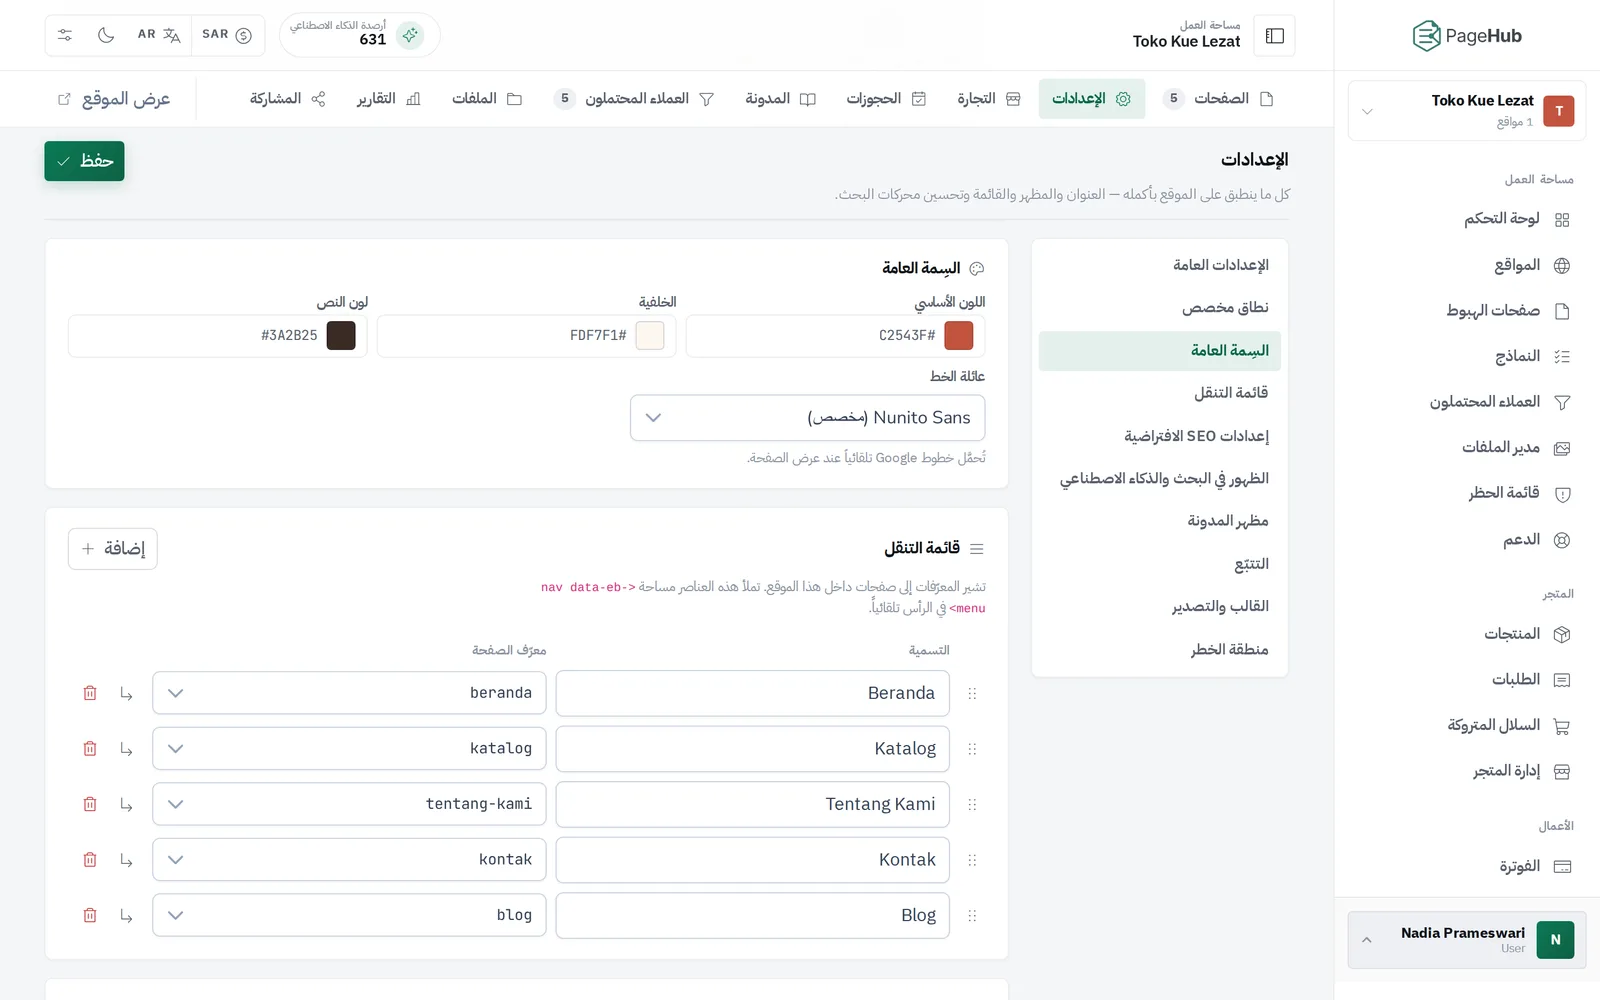 PageHub
Toko Kue Lezat
1 مواقع
مساحة العمل
لوحة التحكم
المواقع
صفحات الهبوط
النماذج
العملاء المحتملون
مدير الملفات
قائمة الحظر
الدعم
المتجر
المنتجات
الطلبات
السلال المتروكة
إدارة المتجر
الأعمال
الفوترة
Nadia Prameswari
User
N
T
مساحة العمل
Toko Kue Lezat
أرصدة الذكاء الاصطناعي
631
SAR
AR
الصفحات 5
الإعدادات
التجارة
الحجوزات
المدونة
العملاء المحتملون 5
الملفات
التقارير
المشاركة
عرض الموقع
الإعدادات
كل ما ينطبق على الموقع بأكمله — العنوان والمظهر والقائمة وتحسين محركات البحث.
حفظ
الإعدادات العامة
نطاق مخصص
السِمة العامة
قائمة التنقل
إعدادات SEO الافتراضية
الظهور في البحث والذكاء الاصطناعي
مظهر المدونة
التتبّع
القالب والتصدير
منطقة الخطر
السِمة العامة
اللون الأساسي
الخلفية
لون النص
C2543F#
FDF7F1#
#3A2B25
عائلة الخط
Nunito Sans (مخصص)
تُحمَّل خطوط Google تلقائياً عند عرض الصفحة.
قائمة التنقل
إضافة
تشير المعرّفات إلى صفحات داخل هذا الموقع. تملأ هذه العناصر مساحة <nav data-eb-
menu> في الرأس تلقائياً.
التسمية
معرّف الصفحة
Beranda
beranda
Katalog
katalog
Tentang Kami
tentang-kami
Kontak
kontak
Blog
blog